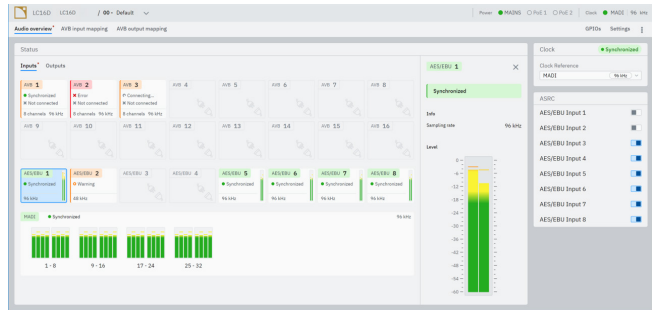 LC16D LC16D / 00 - Default Power MAINS PoE 1 PoE 2 Clock MADI 96 kHz
Audio overview* AVB input mapping AVB output mapping GPIOs Settings
Status
Inputs* Outputs
AVB 1
Synchronized
Not connected
8 channels 96 kHz
AVB 2
Error
Not connected
8 channels 96 kHz
AVB 3
Connecting...
Not connected
8 channels 96 kHz
AVB 4
AVB 5
AVB 6
AVB 7
AVB 8
AVB 9
AVB 10
AVB 11
AVB 12
AVB 13
AVB 14
AVB 15
AVB 16
AES/EBU 1
Synchronized
96 kHz
AES/EBU 2
Warning
48 kHz
AES/EBU 3
AES/EBU 4
AES/EBU 5
Synchronized
96 kHz
AES/EBU 6
Synchronized
96 kHz
AES/EBU 7
Synchronized
96 kHz
AES/EBU 8
Synchronized
96 kHz
MADI Synchronized 96 kHz
1 - 8 9 - 16 17 - 24 25 - 32
AES/EBU 1
Synchronized
Info
Sampling rate 96 kHz
Level
0
-6
-12
-18
-24
-30
-36
-42
-48
-54
-60
Clock Synchronized
Clock Reference
MADI 96 kHz
ASRC
AES/EBU Input 1
AES/EBU Input 2
AES/EBU Input 3
AES/EBU Input 4
AES/EBU Input 5
AES/EBU Input 6
AES/EBU Input 7
AES/EBU Input 8